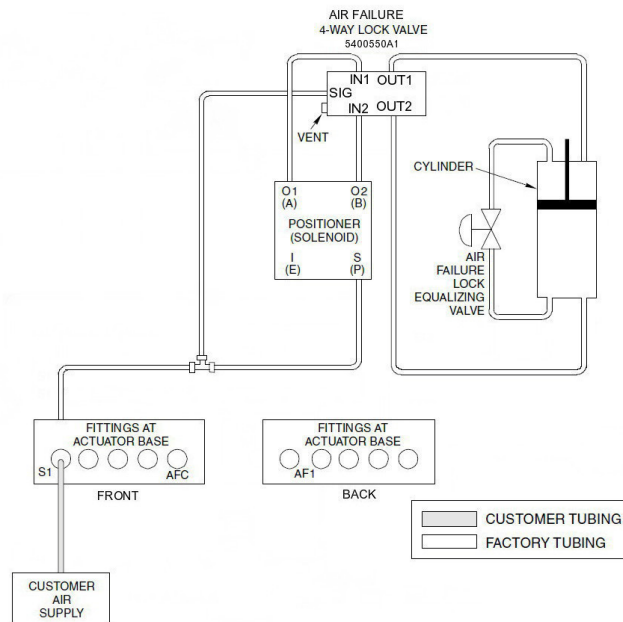 AIR FAILURE
4-WAY LOCK VALVE
5400550A1
IN1 OUT1
SIG
IN2 OUT2
VENT
CYLINDER
O1 O2
(A) (B)
POSITIONER
(SOLENOID)
I S
(E) (P)
AIR
FAILURE
LOCK
EQUALIZING
VALVE
FITTINGS AT
ACTUATOR BASE
S1 AFC
FRONT
FITTINGS AT
ACTUATOR BASE
AF1
BACK
CUSTOMER TUBING
FACTORY TUBING
CUSTOMER
AIR
SUPPLY